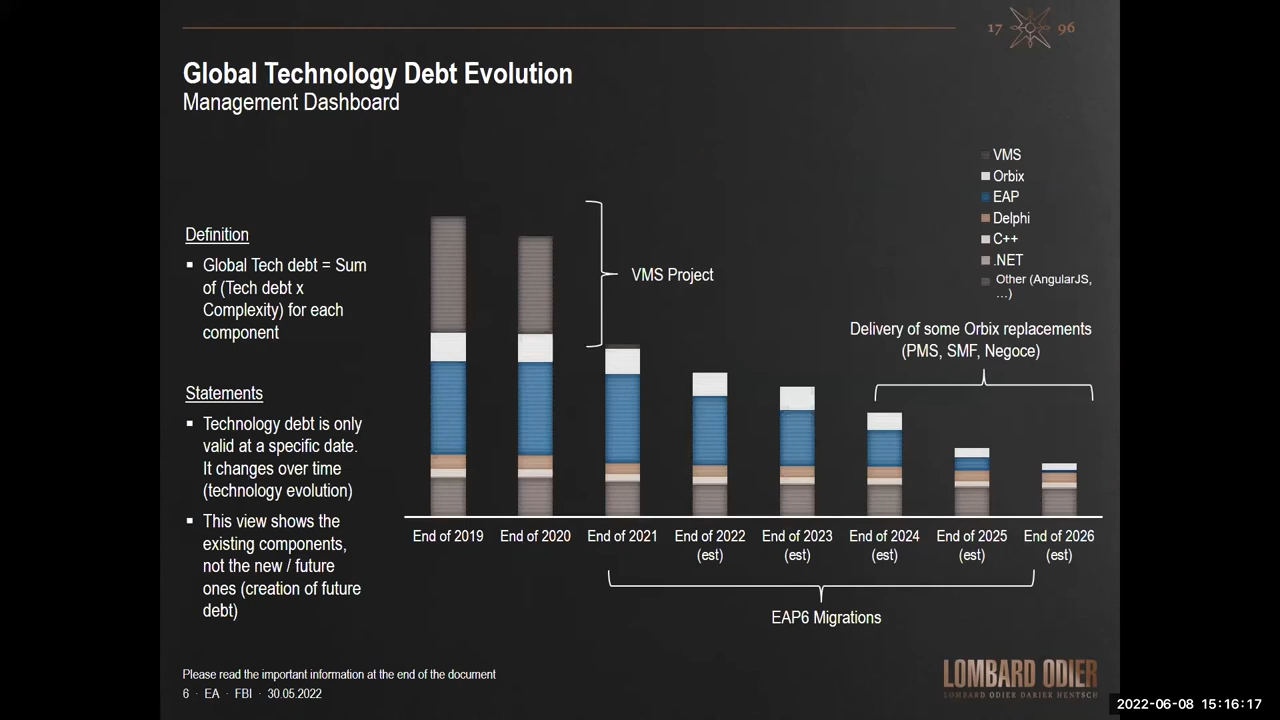 17 96
Global Technology Debt Evolution
Management Dashboard
VMS
Orbix
EAP
Delphi
C++
.NET
Other (AngularJS,
…)
Definition
▪ Global Tech debt = Sum
of (Tech debt x
Complexity) for each
component
Statements
▪ Technology debt is only
valid at a specific date.
It changes over time
(technology evolution)
▪ This view shows the
existing components,
not the new / future
ones (creation of future
debt)
VMS Project
Delivery of some Orbix replacements
(PMS, SMF, Negoce)
End of 2019 End of 2020 End of 2021 End of 2022 End of 2023 End of 2024 End of 2025 End of 2026
(est) (est) (est) (est) (est)
EAP6 Migrations
Please read the important information at the end of the document
6 · EA · FBI · 30.05.2022
LOMBARD ODIER
LOMBARD ODIER DARIER HENTSCH
2022-06-08 15:16:17